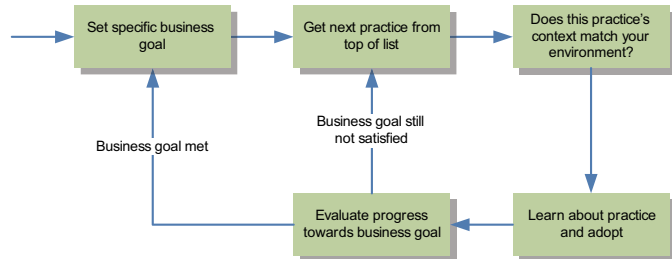 Set specific business
goal
Get next practice from
top of list
Does this practice's
context match your
environment?
Business goal met
Business goal still
not satisfied
Evaluate progress
towards business goal
Learn about practice
and adopt